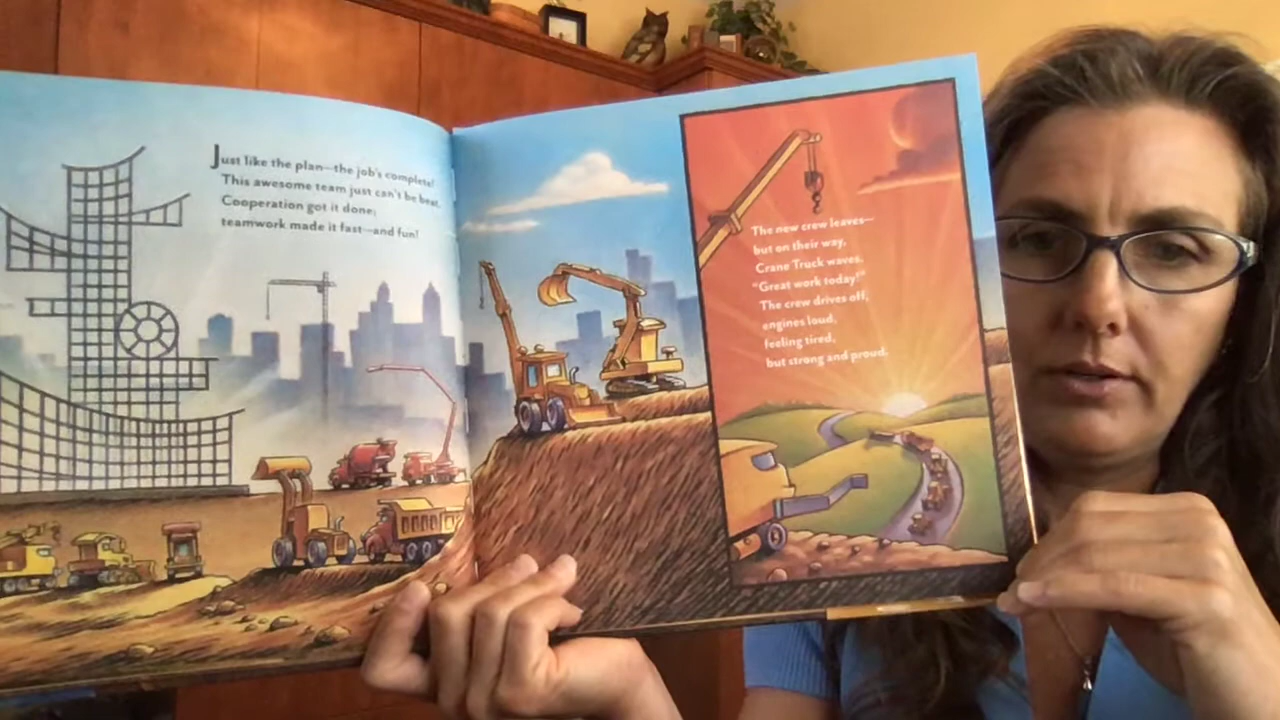 Just like the plan—the job's complete!
This awesome team just can't be beat.
Cooperation got it done;
teamwork made it fast—and fun!
The new crew leaves—
but on their way,
Crane Truck waves.
"Great work today!"
The crew drives off,
engines loud,
feeling tired,
but strong and proud.